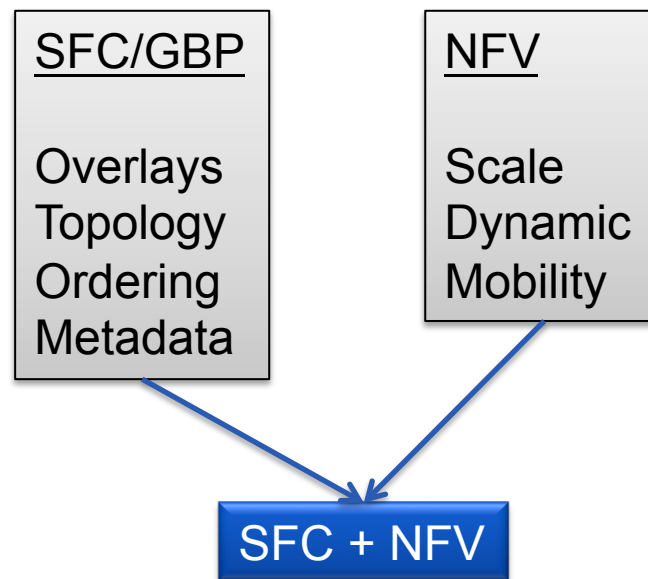 SFC/GBP
Overlays
Topology
Ordering
Metadata
NFV
Scale
Dynamic
Mobility
SFC + NFV